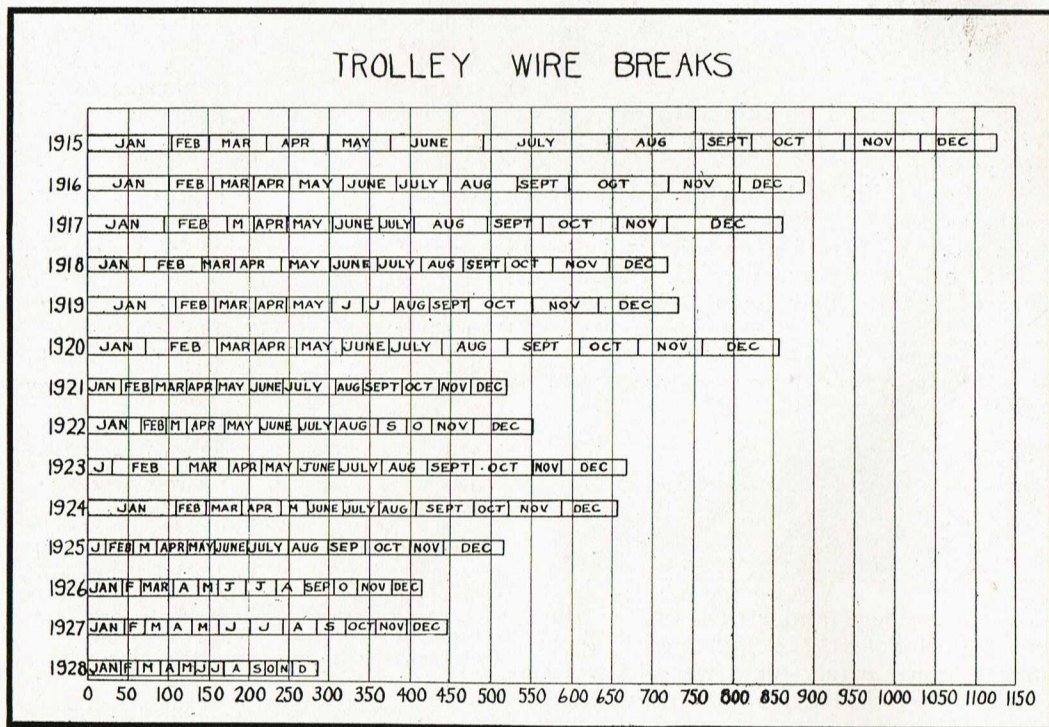 TROLLEY WIRE BREAKS
1915 JAN FEB MAR APR MAY JUNE JULY AUG SEPT OCT NOV DEC
1916 JAN FEB MAR APR MAY JUNE JULY AUG SEPT OGT NOV DEC
1917 JAN FEB M APR MAY JUNE JULY AUG SEPT OCT NOV DEC
1918 JAN FEB MAR APR MAY JUNE JULY AUG SEPT OCT NOV DEC
1919 JAN FEB MAR APR MAY J J AUG SEPT OCT NOV DEC
1920 JAN FEB MAR APR MAY JUNE JULY AUG SEPT OCT NOV DEC
1921 JAN FEB MAR APR MAY JUNE JULY AUG SEPT OCT NOV DEC
1922 JAN FEB M APR MAY JUNE JULY AUG S O NOV DEC
1923 J FEB MAR APR MAY JUNE JULY AUG SEPT OCT NOV DEC
1924 JAN FEB MAR APR M JUNE JULY AUG SEPT OCT NOV DEC
1925 J FEB M APR MAY JUNE JULY AUG SEP OCT NOV DEC
1926 JAN F MAR A M J J A SEP O NOV DEC
1927 JAN F M A M J J A S OCT NOV DEC
1928 JAN F M A M J J A S O N D
0 50 100 150 200 250 300 350 400 450 500 550 600 650 700 750 800 850 900 950 1000 1050 1100 1150